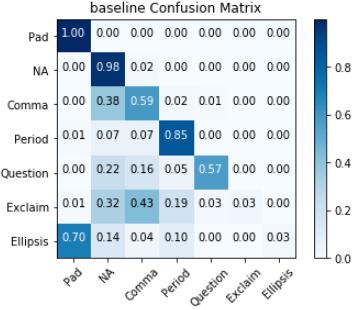 baseline Confusion Matrix
Pad 1.00 0.00 0.00 0.00 0.00 0.00 0.00
NA 0.00 0.98 0.02 0.00 0.00 0.00 0.00
Comma 0.00 0.38 0.59 0.02 0.01 0.00 0.00
Period 0.01 0.07 0.07 0.85 0.00 0.00 0.00
Question 0.00 0.22 0.16 0.05 0.57 0.00 0.00
Exclaim 0.01 0.32 0.43 0.19 0.03 0.03 0.00
Ellipsis 0.70 0.14 0.04 0.10 0.00 0.00 0.03
Pad NA Comma Period Question Exclaim Ellipsis
0.8
0.6
0.4
0.2
0.0